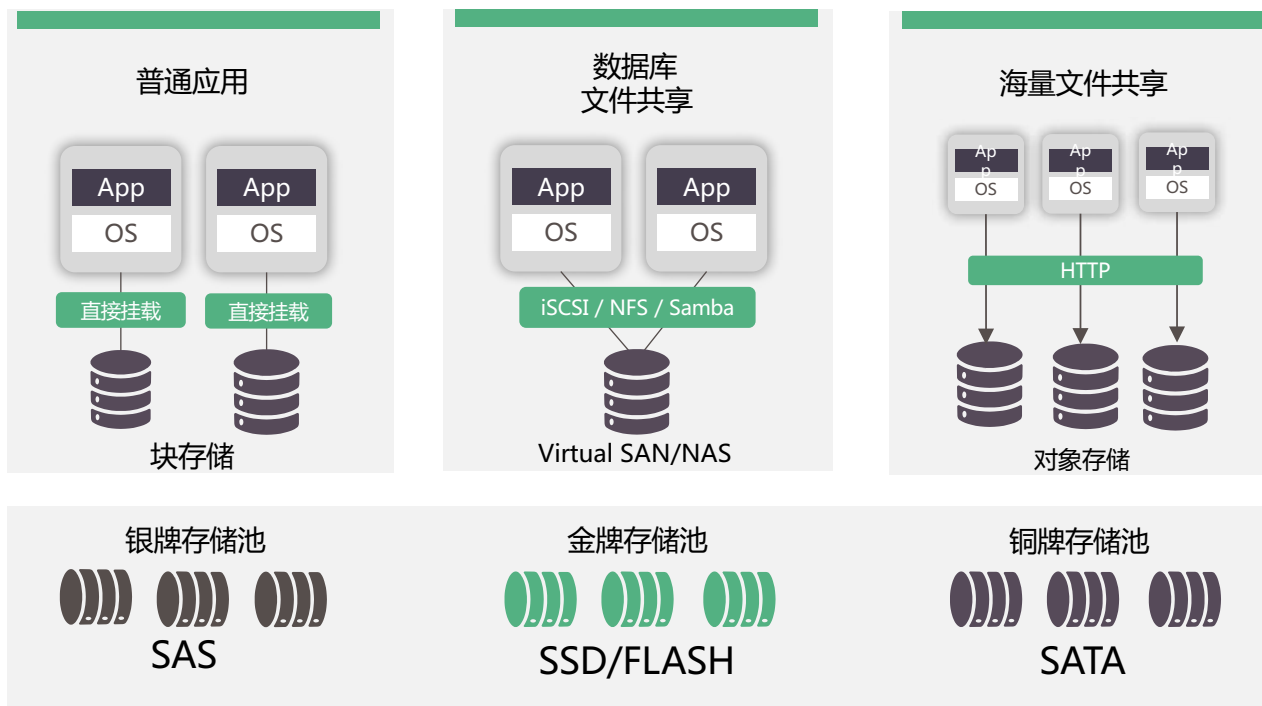 普通应用
App
App
OS
OS
直接挂载
直接挂载
块存储
数据库
文件共享
App
App
OS
OS
iSCSI / NFS / Samba
Virtual SAN/NAS
海量文件共享
Ap
p
Ap
p
Ap
p
OS
OS
OS
HTTP
对象存储
银牌存储池
SAS
金牌存储池
SSD/FLASH
铜牌存储池
SATA